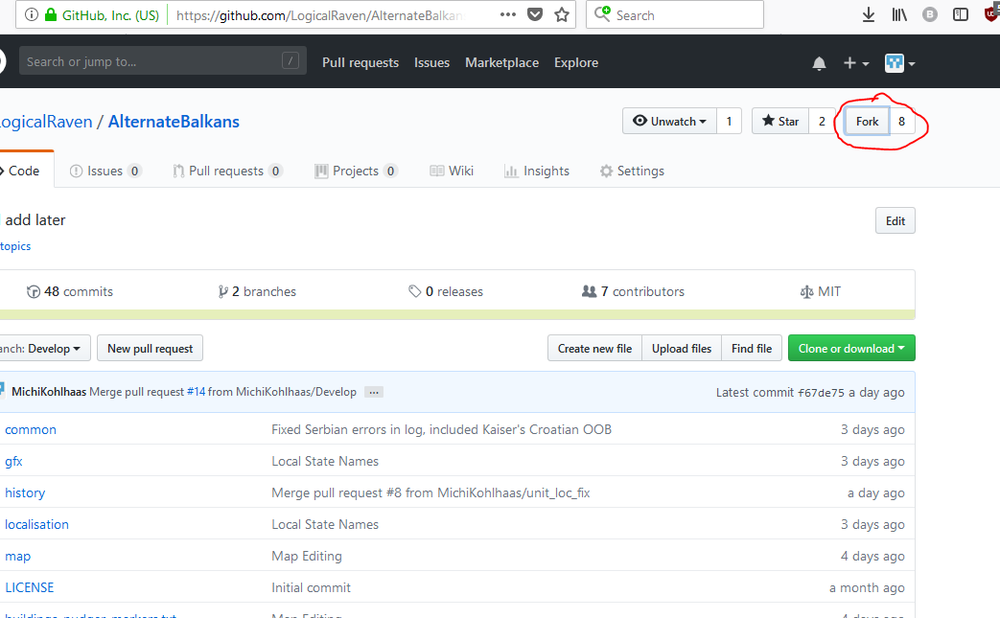 GitHub, Inc. (US) https://github.com/LogicalRaven/AlternateBalkans ••• Search
Search or jump to... / Pull requests Issues Marketplace Explore B
ogicalRaven / AlternateBalkans Unwatch 1 Star 2 Fork 8
Code Issues 0 Pull requests 0 Projects 0 Wiki Insights Settings
add later Edit
topics
48 commits 2 branches 0 releases 7 contributors MIT
anch: Develop New pull request Create new file Upload files Find file Clone or download
MichiKohlhaas Merge pull request #14 from MichiKohlhaas/Develop ... Latest commit f67de75 a day ago
common Fixed Serbian errors in log, included Kaiser's Croatian OOB 3 days ago
gfx Local State Names 3 days ago
history Merge pull request #8 from MichiKohlhaas/unit_loc_fix a day ago
localisation Local State Names 3 days ago
map Map Editing 4 days ago
LICENSE Initial commit a month ago
Map Editing 4 days ago